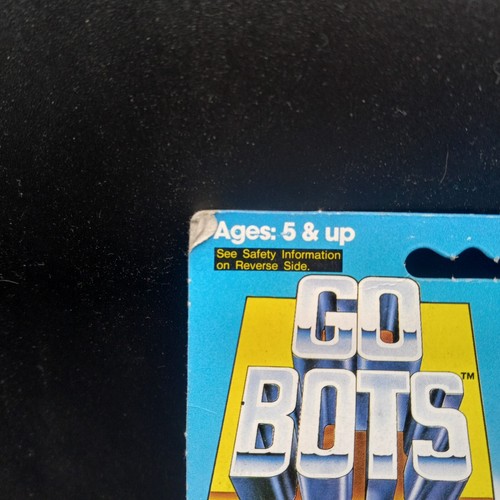 Ages: 5 & up
See Safety Information
on Reverse Side.
GO
BOTS™